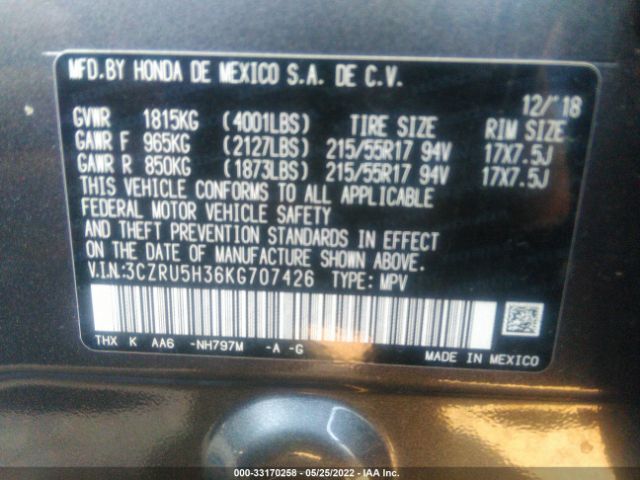 MFD.BY HONDA DE MEXICO S.A. DE C.V.
12/'18
GVWR 1815KG (4001LBS) TIRE SIZE RIM SIZE
GAWR F 965KG (2127LBS) 215/55R17 94V 17X7.5J
GAWR R 850KG (1873LBS) 215/55R17 94V 17X7.5J
THIS VEHICLE CONFORMS TO ALL APPLICABLE
FEDERAL MOTOR VEHICLE SAFETY
AND THEFT PREVENTION STANDARDS IN EFFECT
ON THE DATE OF MANUFACTURE SHOWN ABOVE.
V.I.N.:3CZRU5H36KG707426 TYPE: MPV
THX K AA6 -NH797M -A -G
MADE IN MEXICO
000-33170258 - 05/25/2022 - IAA Inc.